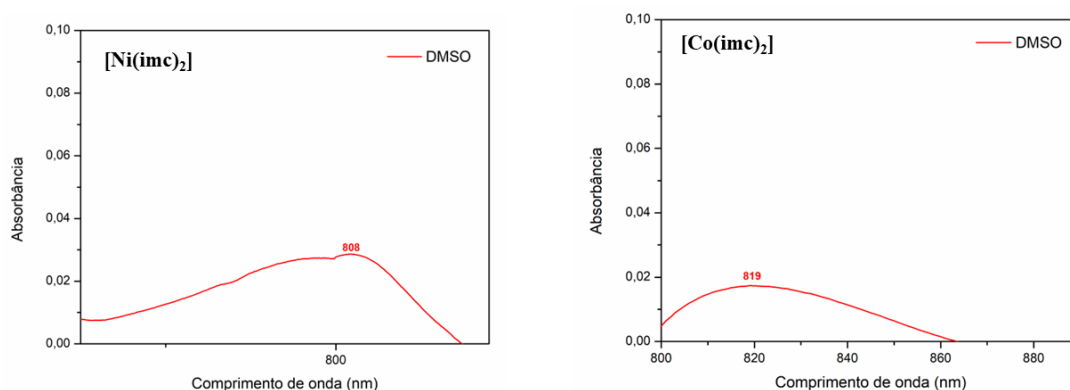 [Ni(imc)₂]
DMSO
0,10
0,08
0,06
0,04
0,02
0,00
Absorbância
808
800
Comprimento de onda (nm)
[Co(imc)₂]
DMSO
0,10
0,08
0,06
0,04
0,02
0,00
Absorbância
819
800 820 840 860 880
Comprimento de onda (nm)